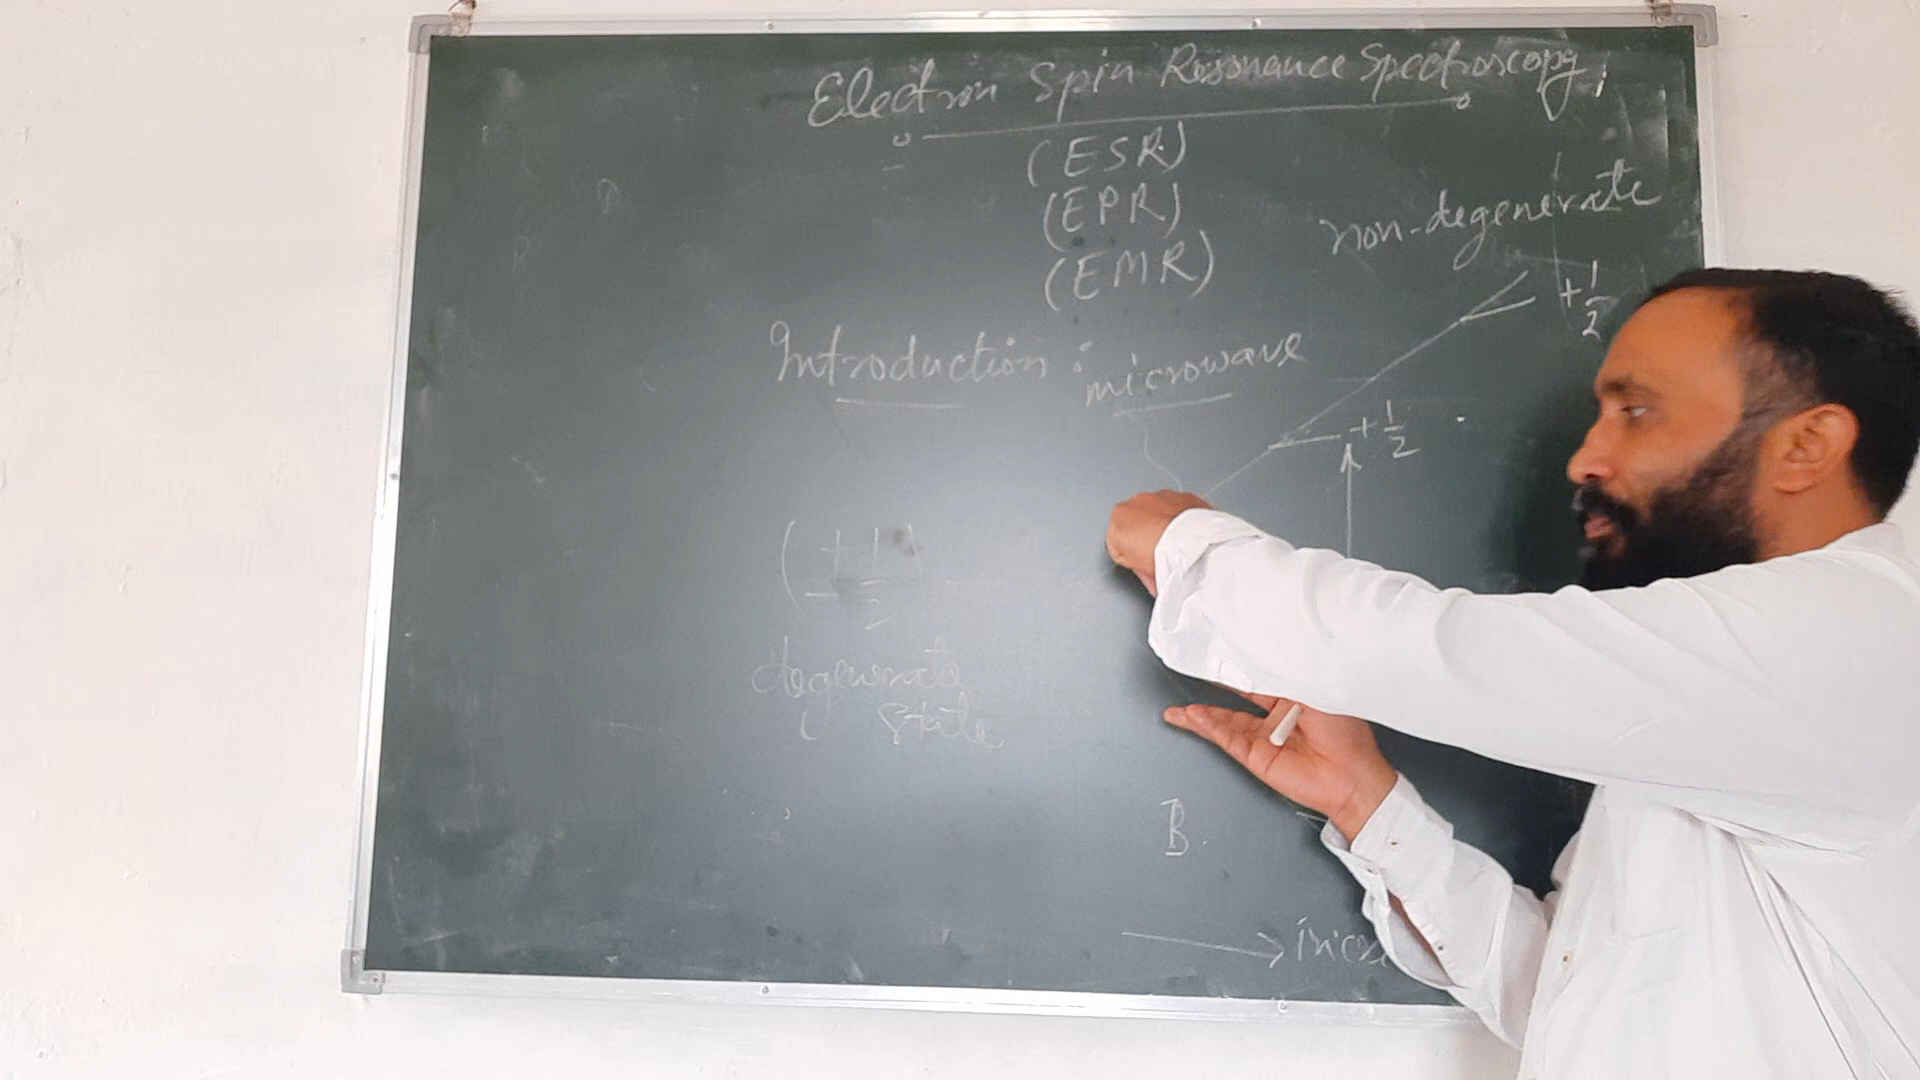 Electron Spin Resonance Spectroscopy;
(ESR)
(EPR)
(EMR)
non-degenerate
+1/2
Introduction : microwave
+1/2
(±1/2)
degenerate
state
B.